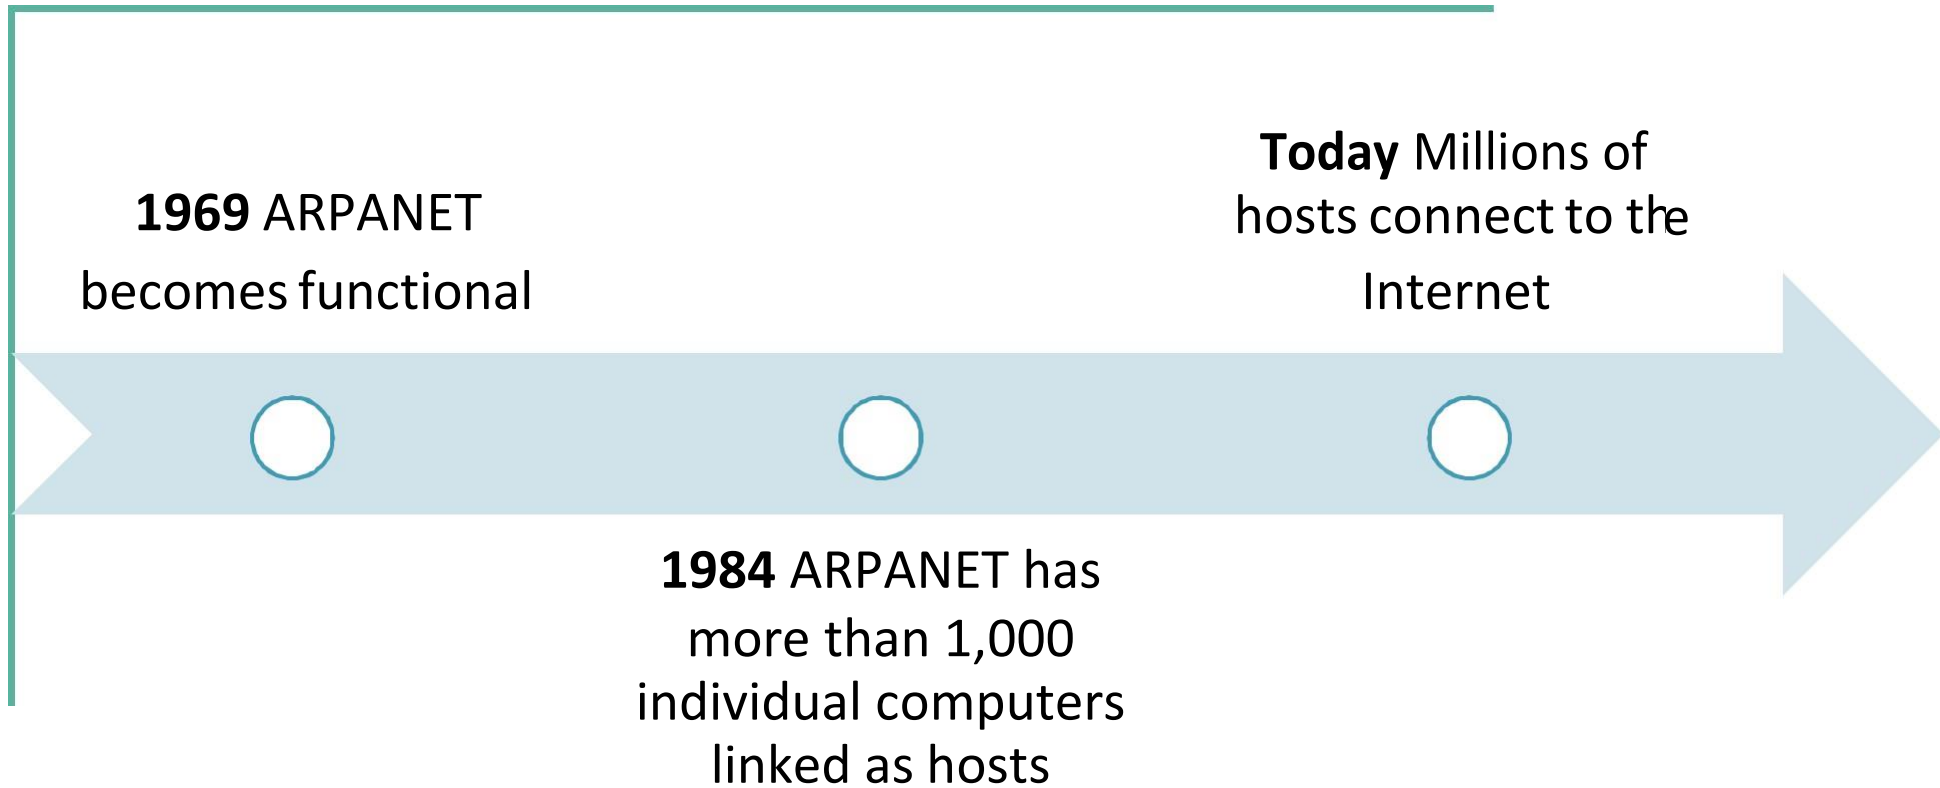 1969 ARPANET
becomes functional
1984 ARPANET has
more than 1,000
individual computers
linked as hosts
Today Millions of
hosts connect to the
Internet